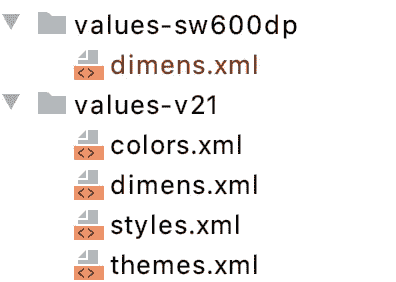 values-sw600dp
dimens.xml
values-v21
colors.xml
dimens.xml
styles.xml
themes.xml